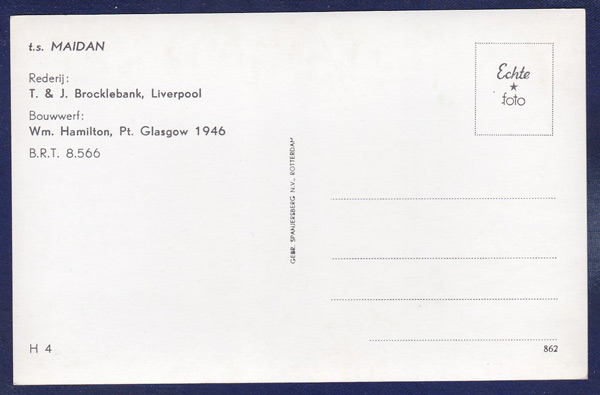 t.s. MAIDAN
Rederij:
T. & J. Brocklebank, Liverpool
Bouwwerf:
Wm. Hamilton, Pt. Glasgow 1946
B.R.T. 8.566
H 4
GEBR. SPANJERSBERG N.V., ROTTERDAM
Echte
foto
862